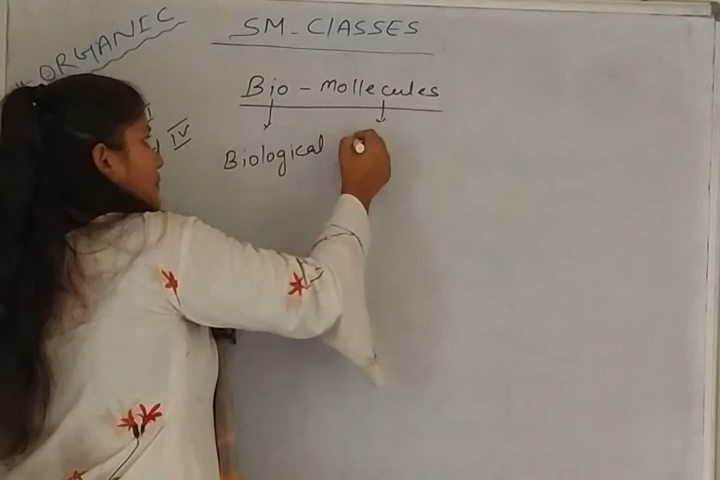 ORGANIC
SM-ClASSES
Bio - mollecules
IV
Biological